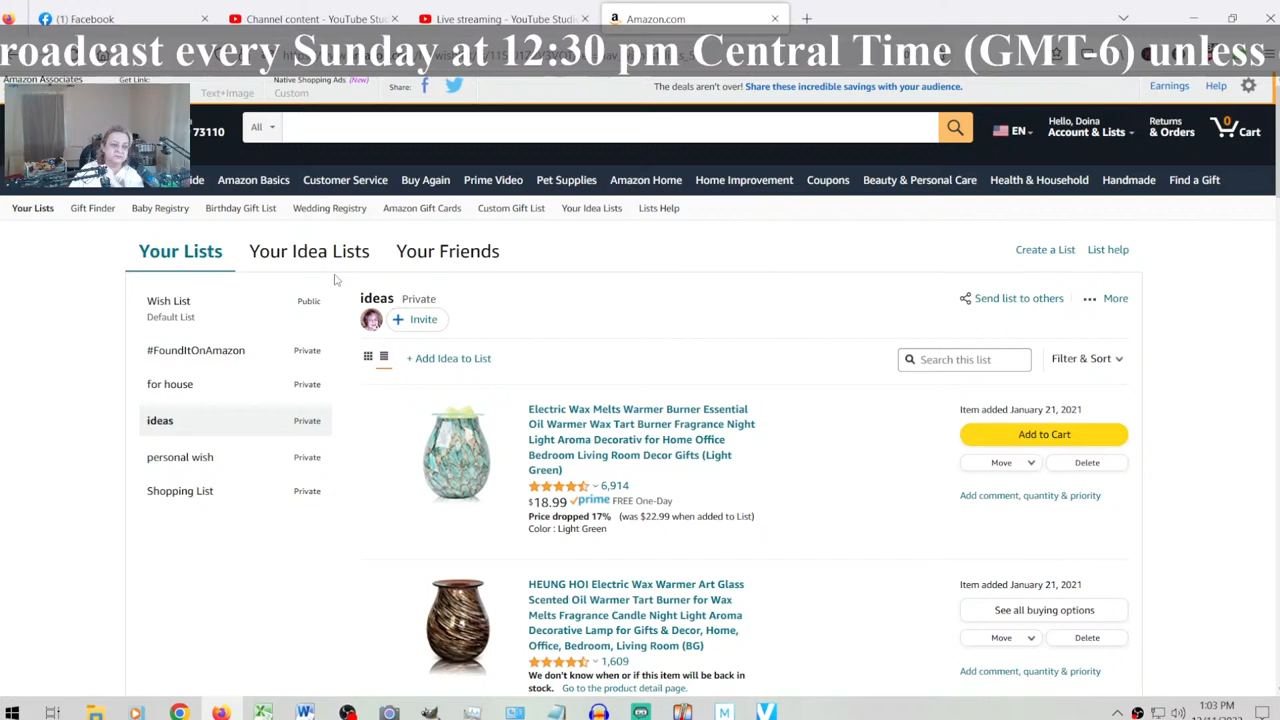 (1) Facebook
Channel content - YouTube Stu
Live streaming - YouTube Studi
Amazon.com
roadcast every Sunday at 12.30 pm Central Time (GMT-6) unless
Amazon Associates
Get Link:
Text+Image
Native Shopping Ads (New)
Custom
Share:
The deals aren't over! Share these incredible savings with your audience.
Earnings
Help
73110
All
EN
Hello, Doina
Account & Lists
Returns
& Orders
0
Cart
ide
Amazon Basics
Customer Service
Buy Again
Prime Video
Pet Supplies
Amazon Home
Home Improvement
Coupons
Beauty & Personal Care
Health & Household
Handmade
Find a Gift
Your Lists
Gift Finder
Baby Registry
Birthday Gift List
Wedding Registry
Amazon Gift Cards
Custom Gift List
Your Idea Lists
Lists Help
Your Lists
Your Idea Lists
Your Friends
Create a List
List help
Wish List
Public
Default List
#FoundItOnAmazon
Private
for house
Private
ideas
Private
personal wish
Private
Shopping List
Private
ideas Private
+ Invite
Send list to others
... More
+ Add Idea to List
Search this list
Filter & Sort
Electric Wax Melts Warmer Burner Essential
Oil Warmer Wax Tart Burner Fragrance Night
Light Aroma Decorativ for Home Office
Bedroom Living Room Decor Gifts (Light
Green)
6,914
$18.99 prime FREE One-Day
Price dropped 17% (was $22.99 when added to List)
Color : Light Green
Item added January 21, 2021
Add to Cart
Move
Delete
Add comment, quantity & priority
HEUNG HOI Electric Wax Warmer Art Glass
Scented Oil Warmer Tart Burner for Wax
Melts Fragrance Candle Night Light Aroma
Decorative Lamp for Gifts & Decor, Home,
Office, Bedroom, Living Room (BG)
1,609
We don't know when or if this item will be back in
stock. Go to the product detail page.
Item added January 21, 2021
See all buying options
Move
Delete
Add comment, quantity & priority
1:03 PM